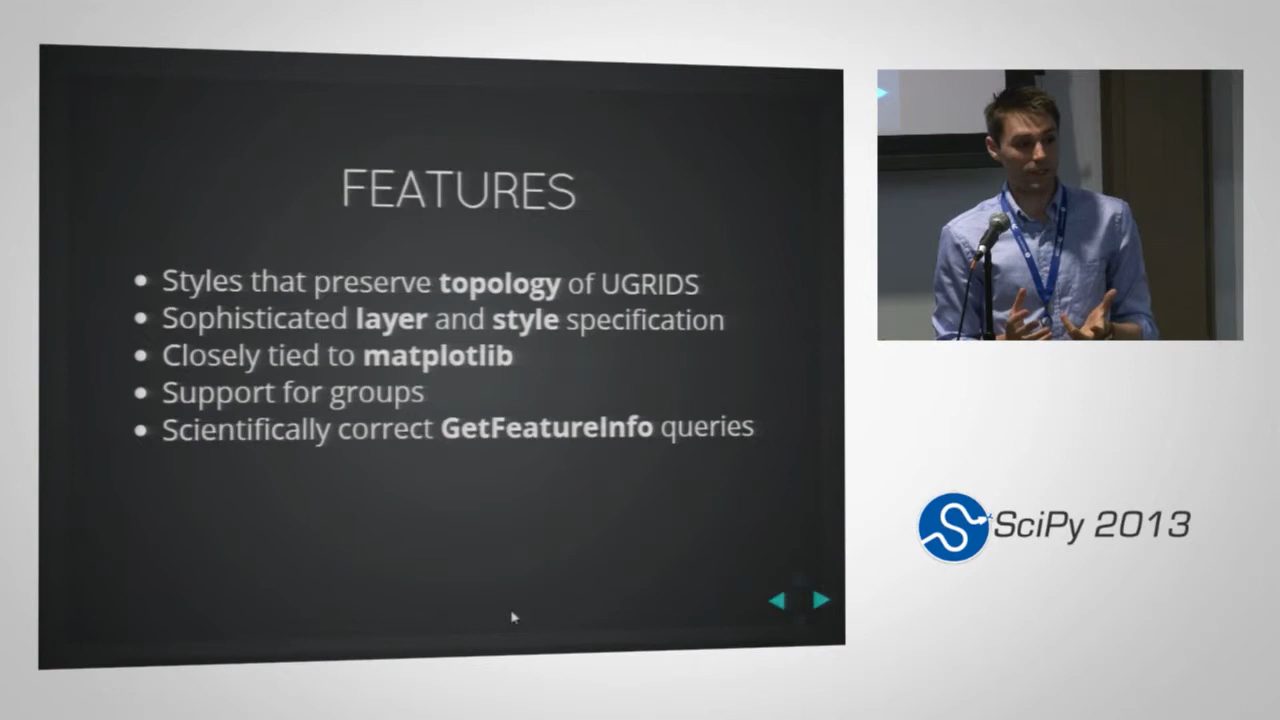 FEATURES
Styles that preserve topology of UGRIDS
Sophisticated layer and style specification
Closely tied to matplotlib
Support for groups
Scientifically correct GetFeatureInfo queries
SciPy 2013